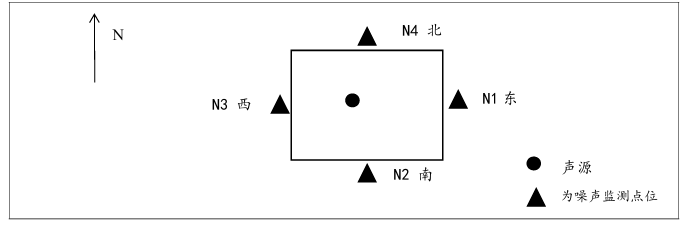 N4 北
N
N3 西
N1 东
N2 南
声源
为噪声监测点位